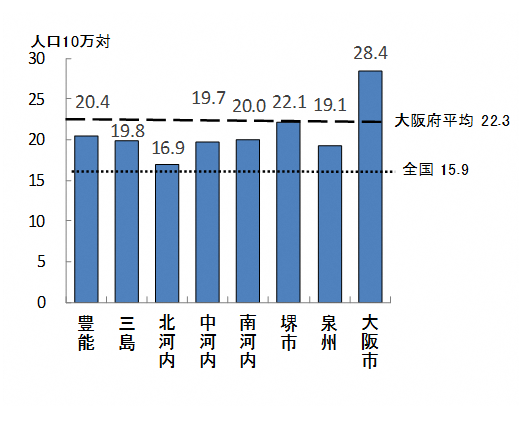 人口10万対
30
25
20
15
10
5
0
20.4
19.8
16.9
19.7
20.0
22.1
19.1
28.4
大阪府平均 22.3
全国 15.9
豊能
三島
北河内
中河内
南河内
堺市
泉州
大阪市